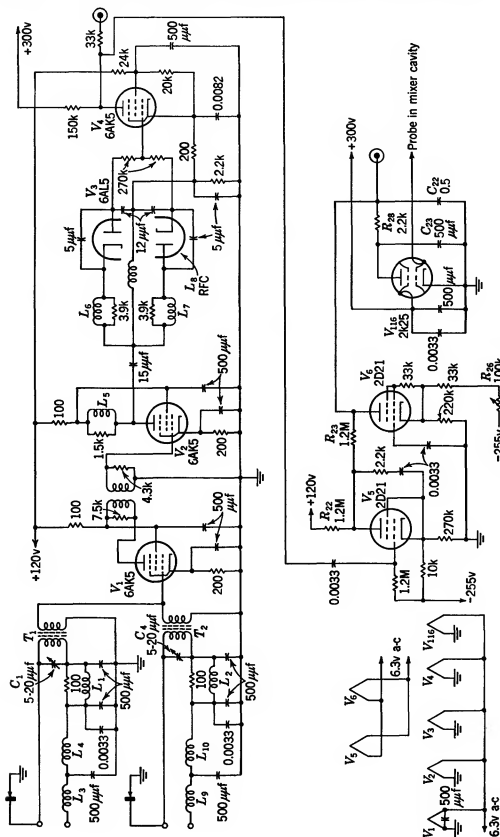 +300v
33k
24k
500
μμf
150k
V4
6AK5
20k
0.0082
200
270k
2.2k
V3
6AL5
5μμf
12μμf
5
μμf
L8
RFC
L6
3.9k
3.9k
L7
15μμf
100
L5
1.5k
V2
6AK5
500μμf
200
4.3k
7.5k
100
+120v
V1
6AK5
500
μμf
200
T1
C1
5-20μμf
100
L1
500
μμf
L4
L3
0.0033
500μμf
C4
5-20μμf
T2
100
L2
500
μμf
L10
L9
0.0033
500μμf
+300v
Probe in mixer cavity
R28
2.2k
C22
0.5
C23
500
μμf
V116
2k25
500μμf
0.0033
V6
2D21
33k
33k
R26
100k
-255v
220k
R23
1.2M
2.2k
0.0033
+120v
R22
1.2M
V5
2D21
270k
0.0033
1.2M
10k
-255v
V6
V5
6.3v a-c
V116
V4
V3
V2
V1
500
μμf
6.3v a-c